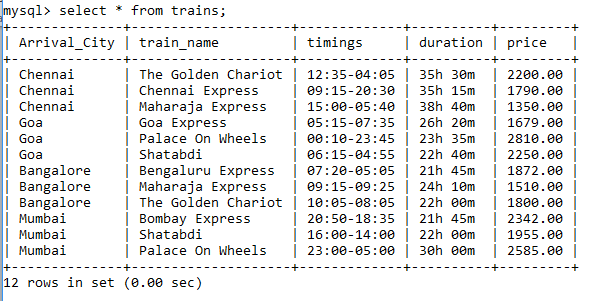 mysql> select * from trains;
+--------------+--------------------+-------------+----------+---------+
| Arrival_City | train_name         | timings     | duration | price   |
+--------------+--------------------+-------------+----------+---------+
| Chennai      | The Golden Chariot | 12:35-04:05 | 35h 30m  | 2200.00 |
| Chennai      | Chennai Express    | 09:15-20:30 | 35h 15m  | 1790.00 |
| Chennai      | Maharaja Express   | 15:00-05:40 | 38h 40m  | 1350.00 |
| Goa          | Goa Express        | 05:15-07:35 | 26h 20m  | 1679.00 |
| Goa          | Palace On Wheels   | 00:10-23:45 | 23h 35m  | 2810.00 |
| Goa          | Shatabdi           | 06:15-04:55 | 22h 40m  | 2250.00 |
| Bangalore    | Bengaluru Express  | 07:20-05:05 | 21h 45m  | 1872.00 |
| Bangalore    | Maharaja Express   | 09:15-09:25 | 24h 10m  | 1510.00 |
| Bangalore    | The Golden Chariot | 10:05-08:05 | 22h 00m  | 1800.00 |
| Mumbai       | Bombay Express     | 20:50-18:35 | 21h 45m  | 2342.00 |
| Mumbai       | Shatabdi           | 16:00-14:00 | 22h 00m  | 1955.00 |
| Mumbai       | Palace On Wheels   | 23:00-05:00 | 30h 00m  | 2585.00 |
+--------------+--------------------+-------------+----------+---------+
12 rows in set (0.00 sec)